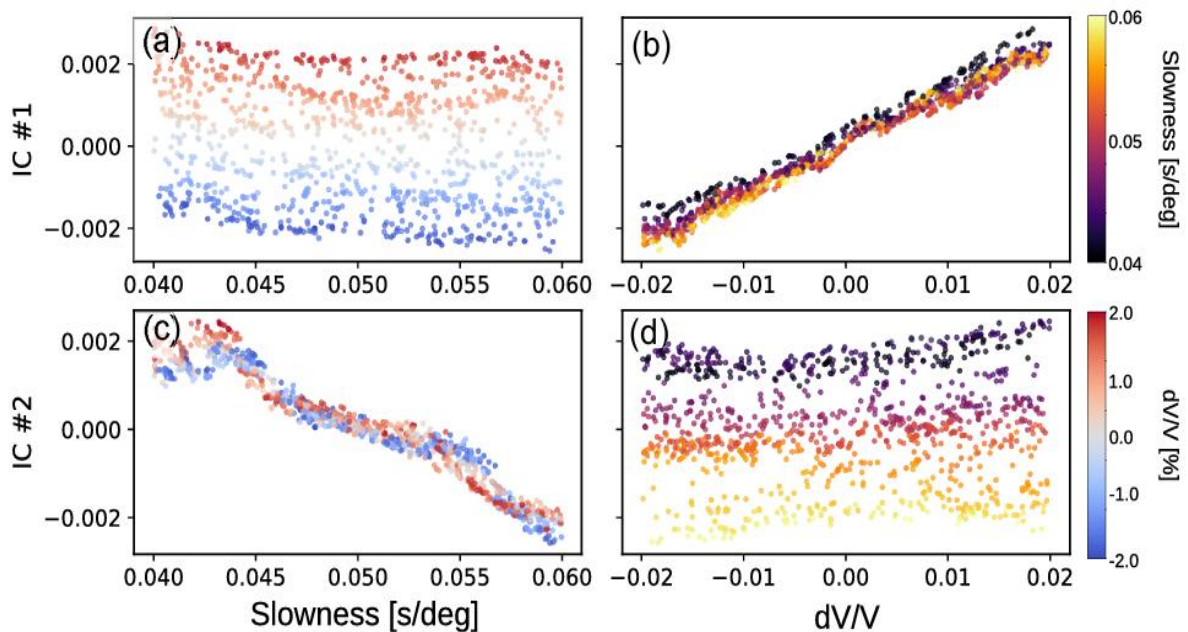 (a)
IC #1
0.002
0.000
−0.002
0.040 0.045 0.050 0.055 0.060
(b)
−0.02 −0.01 0.00 0.01 0.02
0.06
0.05
0.04
Slowness [s/deg]
(c)
IC #2
0.002
0.000
−0.002
0.040 0.045 0.050 0.055 0.060
Slowness [s/deg]
(d)
−0.02 −0.01 0.00 0.01 0.02
dV/V
2.0
1.0
0.0
-1.0
-2.0
dV/V [%]